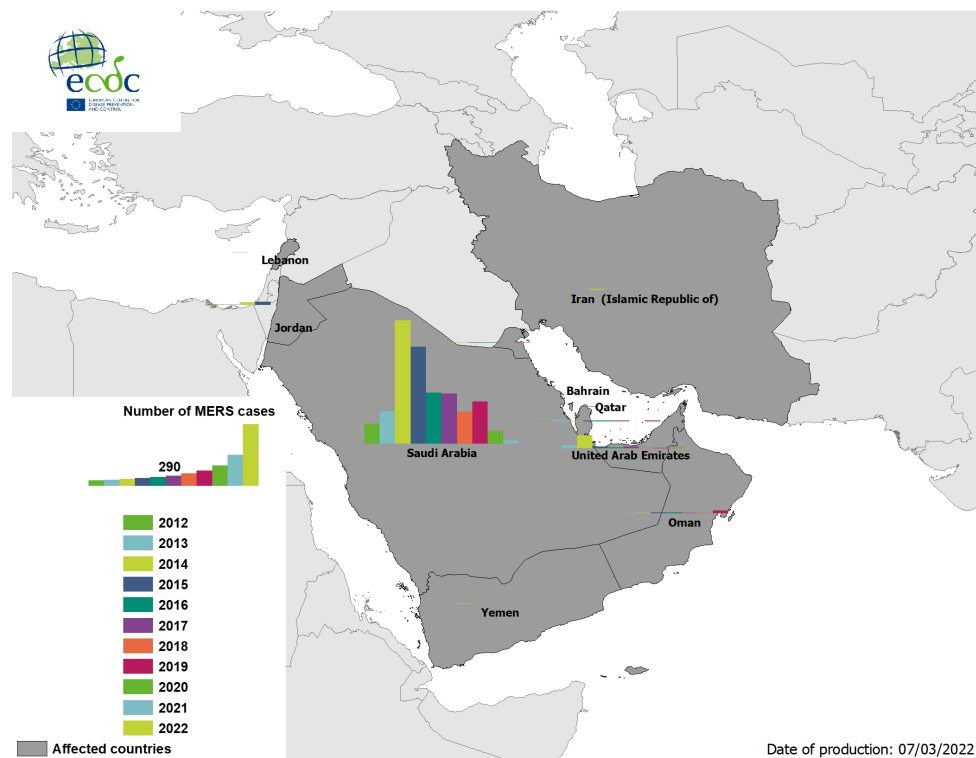 ecdc
EUROPEAN CENTRE FOR
DISEASE PREVENTION
AND CONTROL
Lebanon
Iran (Islamic Republic of)
Jordan
Bahrain
Qatar
Saudi Arabia
United Arab Emirates
Oman
Yemen
Number of MERS cases
290
2012
2013
2014
2015
2016
2017
2018
2019
2020
2021
2022
Affected countries
Date of production: 07/03/2022